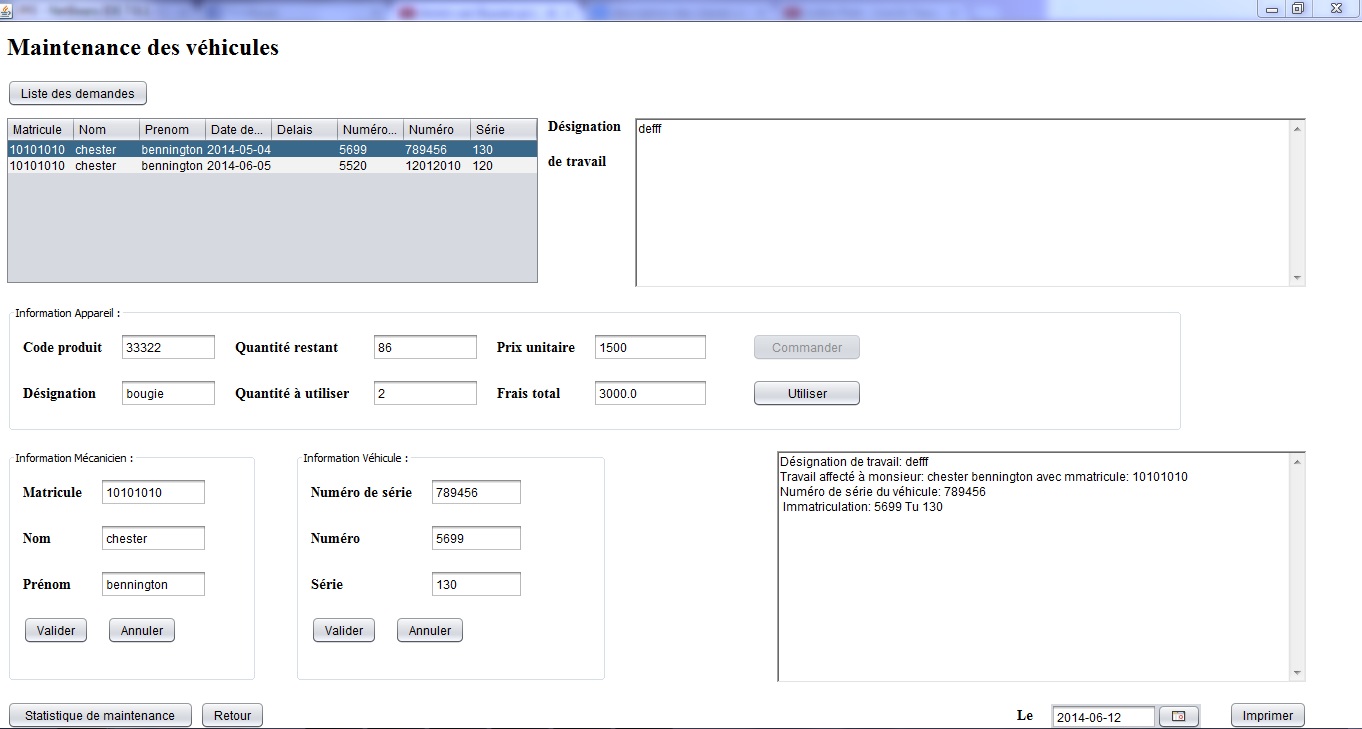 Maintenance des véhicules
Liste des demandes
Matricule Nom Prenom Date de... Delais Numéro... Numéro Série
10101010 chester bennington 2014-05-04 5699 789456 130
10101010 chester bennington 2014-06-05 5520 12012010 120
Désignation
de travail
defff
Information Appareil :
Code produit 33322 Quantité restant 86 Prix unitaire 1500 Commander
Désignation bougie Quantité à utiliser 2 Frais total 3000.0 Utiliser
Information Mécanicien :
Matricule 10101010
Nom chester
Prénom bennington
Valider Annuler
Information Véhicule :
Numéro de série 789456
Numéro 5699
Série 130
Valider Annuler
Désignation de travail: defff
Travail affecté à monsieur: chester bennington avec mmatricule: 10101010
Numéro de série du véhicule: 789456
Immatriculation: 5699 Tu 130
Statistique de maintenance Retour Le 2014-06-12 Imprimer